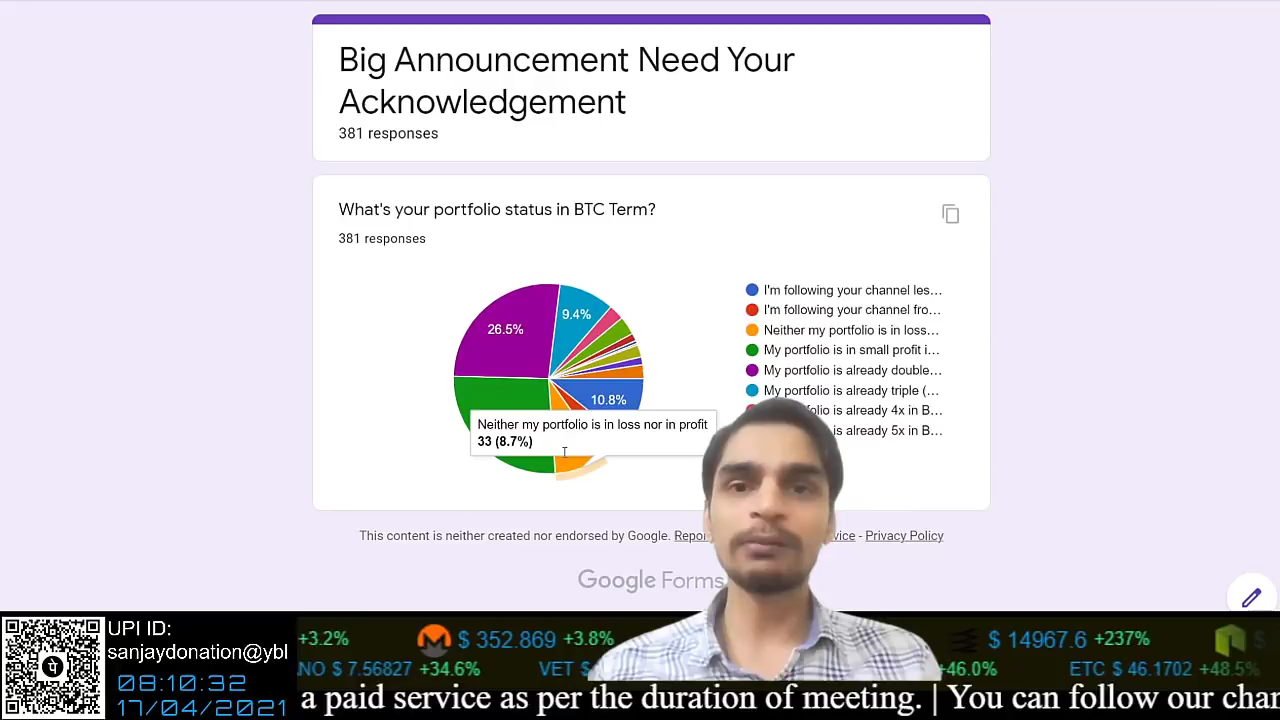 Big Announcement Need Your
Acknowledgement
381 responses
What's your portfolio status in BTC Term?
381 responses
26.5%
9.4%
10.8%
Neither my portfolio is in loss nor in profit
33 (8.7%)
I'm following your channel les...
I'm following your channel fro...
Neither my portfolio is in loss...
My portfolio is in small profit i...
My portfolio is already double...
My portfolio is already triple (...
folio is already 4x in B...
folio is already 5x in B...
This content is neither created nor endorsed by Google. Repor vice - Privacy Policy
Google Forms
UPI ID:
sanjaydonation@ybl
08:10:32
17/04/2021
+3.2% $ 352.869 +3.8% $ 14967.6 +237% $
NO $ 7.56827 +34.6% VET $ +46.0% ETC $ 46.1702 +48.5%
a paid service as per the duration of meeting. | You can follow our chan